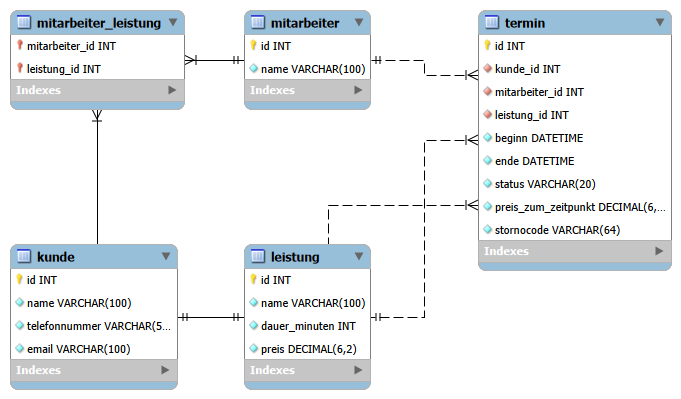 mitarbeiter_leistung
mitarbeiter_id INT
leistung_id INT
Indexes
mitarbeiter
id INT
name VARCHAR(100)
Indexes
termin
id INT
kunde_id INT
mitarbeiter_id INT
leistung_id INT
beginn DATETIME
ende DATETIME
status VARCHAR(20)
preis_zum_zeitpunkt DECIMAL(6,...
stornocode VARCHAR(64)
Indexes
kunde
id INT
name VARCHAR(100)
telefonnummer VARCHAR(5...
email VARCHAR(100)
Indexes
leistung
id INT
name VARCHAR(100)
dauer_minuten INT
preis DECIMAL(6,2)
Indexes